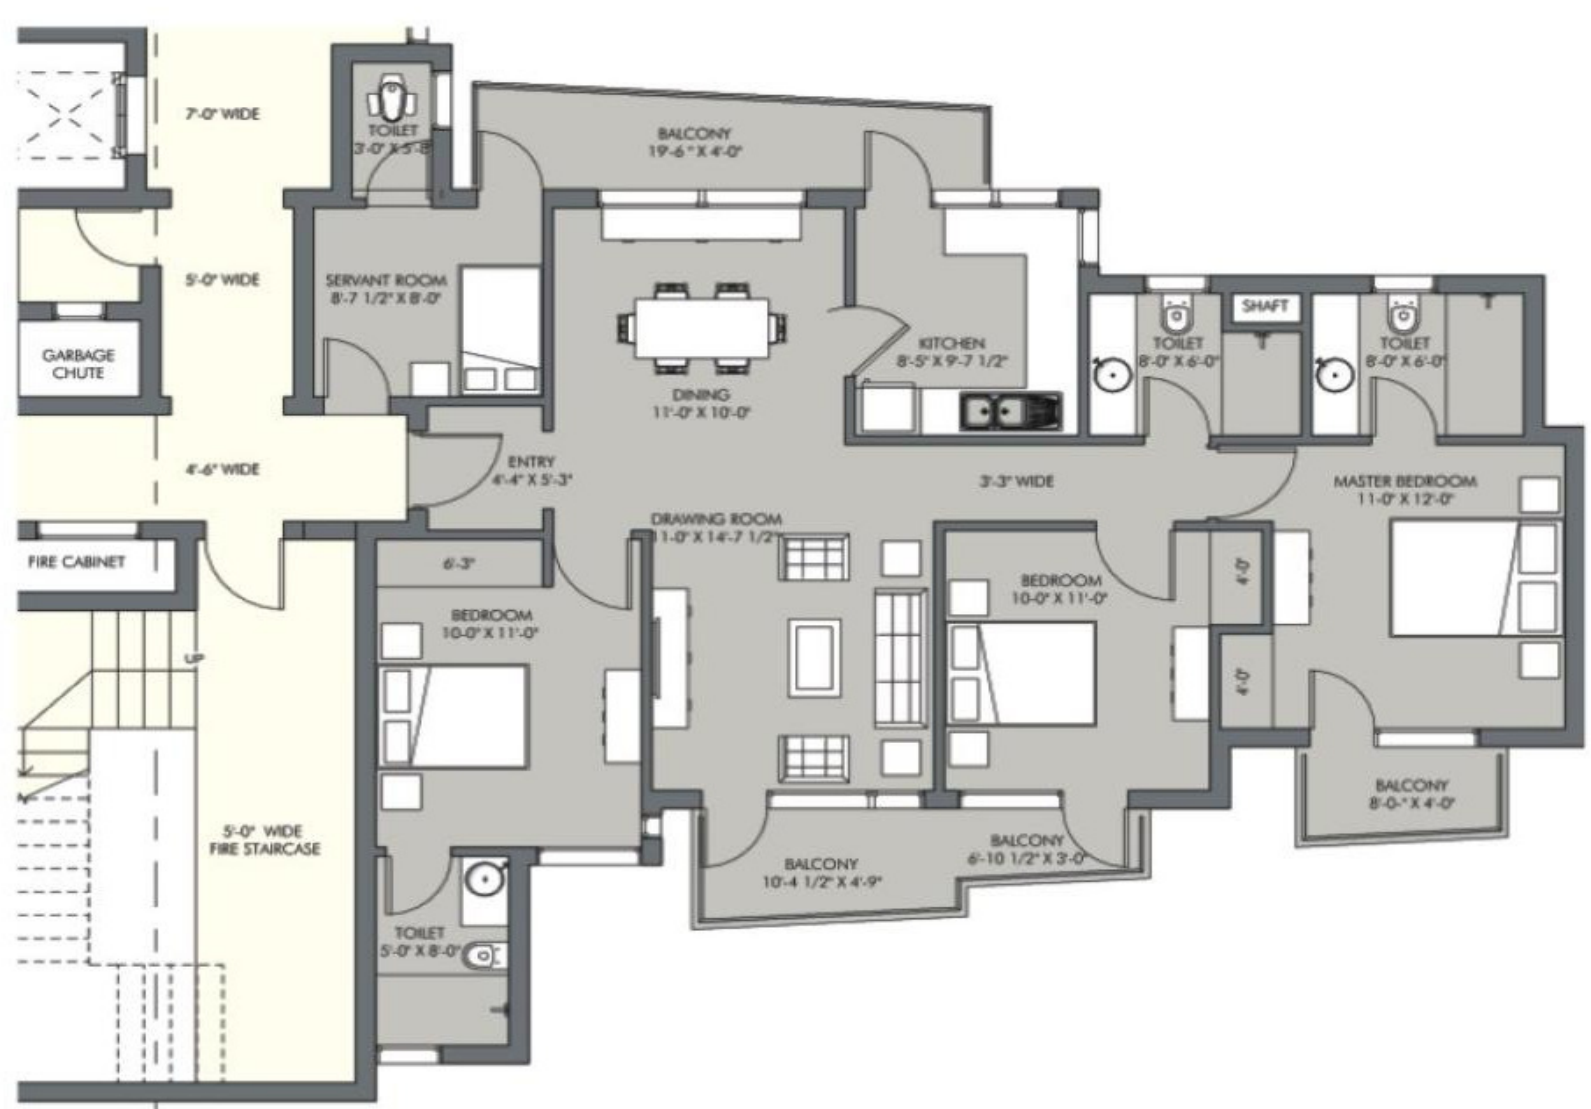 7'-0" WIDE
TOILET
3'-0" X 5'-8
BALCONY
19'-6 " X 4'-0"
5'-0" WIDE
SERVANT ROOM
8'-7 1/2" X 8'-0"
SHAFT
GARBAGE
CHUTE
KITCHEN
8'-5" X 9'-7 1/2"
TOILET
8'-0" X 6'-0"
TOILET
8'-0" X 6'-0"
DINING
11'-0" X 10'-0"
4'-6" WIDE
ENTRY
4'-4" X 5'-3"
3'-3" WIDE
MASTER BEDROOM
11'-0" X 12'-0"
DRAWING ROOM
11'-0" X 14'-7 1/2"
FIRE CABINET
6'-3"
BEDROOM
10'-0" X 11'-0"
BEDROOM
10'-0" X 11'-0"
4'-0"
4'-0"
UP
5'-0" WIDE
FIRE STAIRCASE
BALCONY
8'-0-" X 4'-0"
BALCONY
6'-10 1/2" X 3'-0"
BALCONY
10'-4 1/2" X 4'-9"
TOILET
5'-0" X 8'-0"